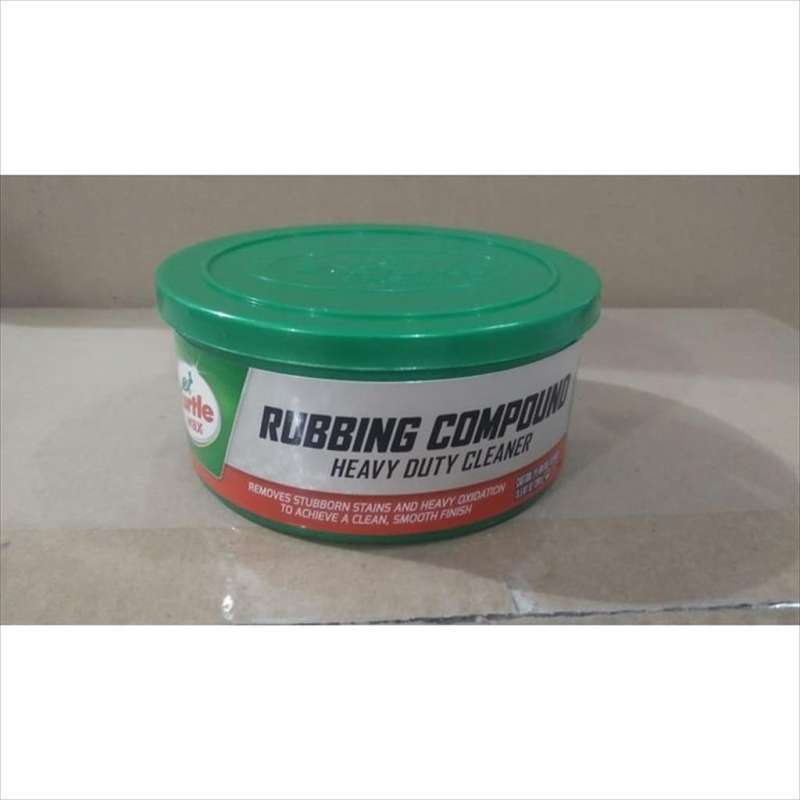 RUBBING COMPOUND
HEAVY DUTY CLEANER
REMOVES STUBBORN STAINS AND HEAVY OXIDATION
TO ACHIEVE A CLEAN, SMOOTH FINISH